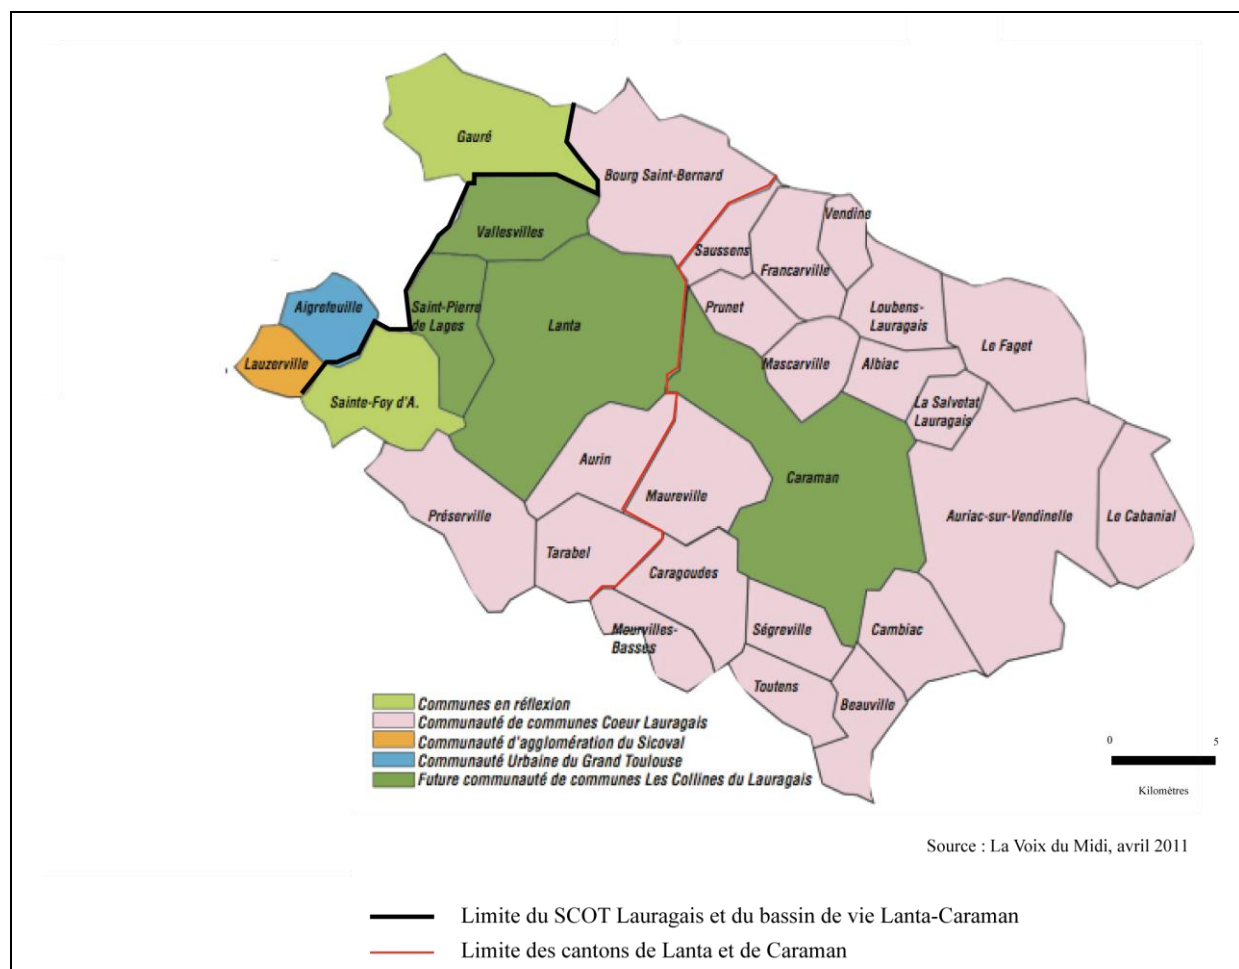 Gauré
Bourg Saint-Bernard
Vendine
Vallesvilles
Saussens
Francarville
Aigrefeuille
Saint-Pierre
de Lages
Lanta
Prunet
Loubens-
Lauragais
Le Faget
Lauzerville
Mascarville
Albiac
Sainte-Foy d'A.
La Salvetat
Lauragais
Aurin
Maureville
Caraman
Préserville
Auriac-sur-Vendinelle
Le Cabanial
Tarabel
Caragoudes
Mourvilles-
Basses
Ségreville
Cambiac
Toutens
Beauville
Communes en réflexion
Communauté de communes Coeur Lauragais
Communauté d'agglomération du Sicoval
Communauté Urbaine du Grand Toulouse
Future communauté de communes Les Collines du Lauragais
0 5
Kilomètres
Source : La Voix du Midi, avril 2011
Limite du SCOT Lauragais et du bassin de vie Lanta-Caraman
Limite des cantons de Lanta et de Caraman